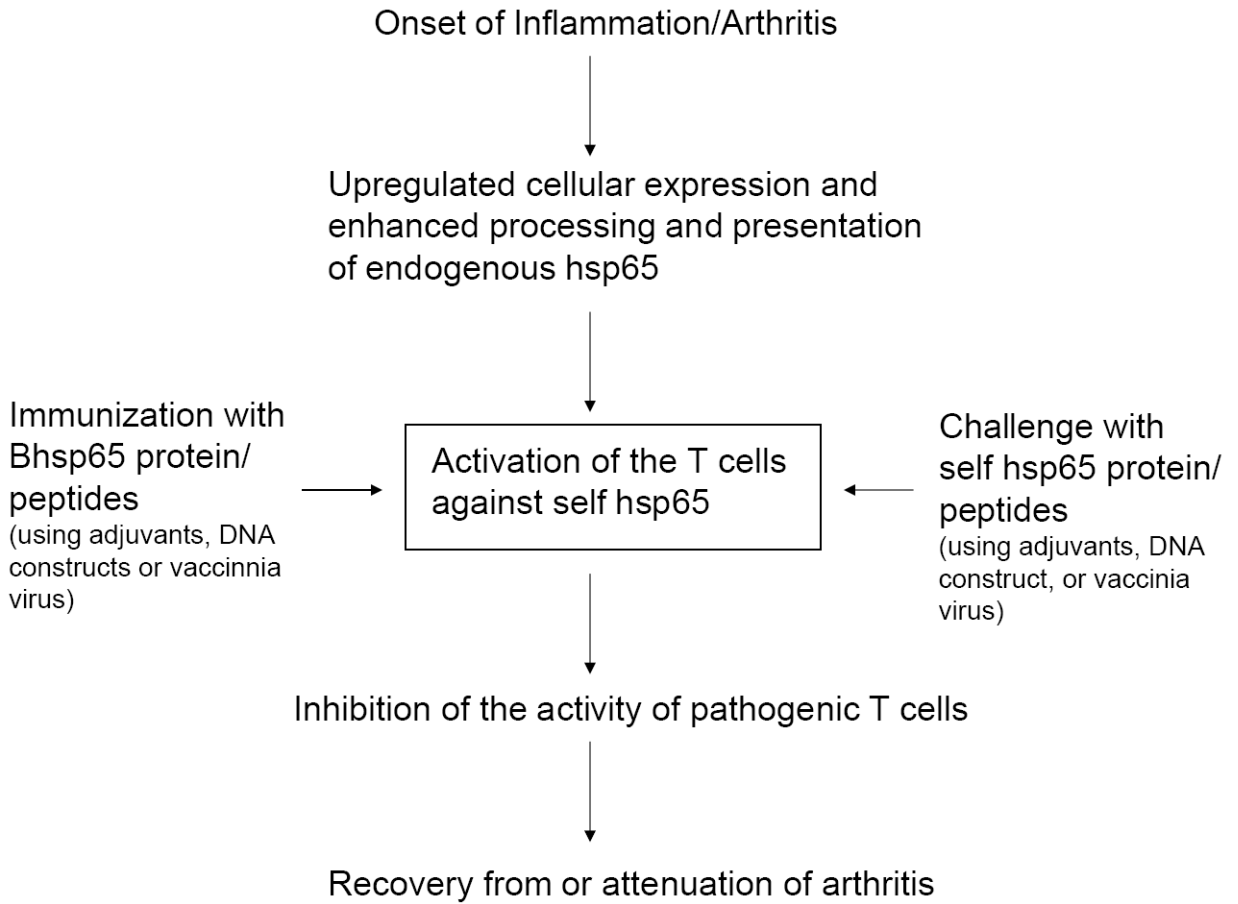 Onset of Inflammation/Arthritis
Upregulated cellular expression and
enhanced processing and presentation
of endogenous hsp65
Immunization with
Bhsp65 protein/
peptides
(using adjuvants, DNA
constructs or vaccinnia
virus)
Activation of the T cells
against self hsp65
Challenge with
self hsp65 protein/
peptides
(using adjuvants, DNA
construct, or vaccinia
virus)
Inhibition of the activity of pathogenic T cells
Recovery from or attenuation of arthritis